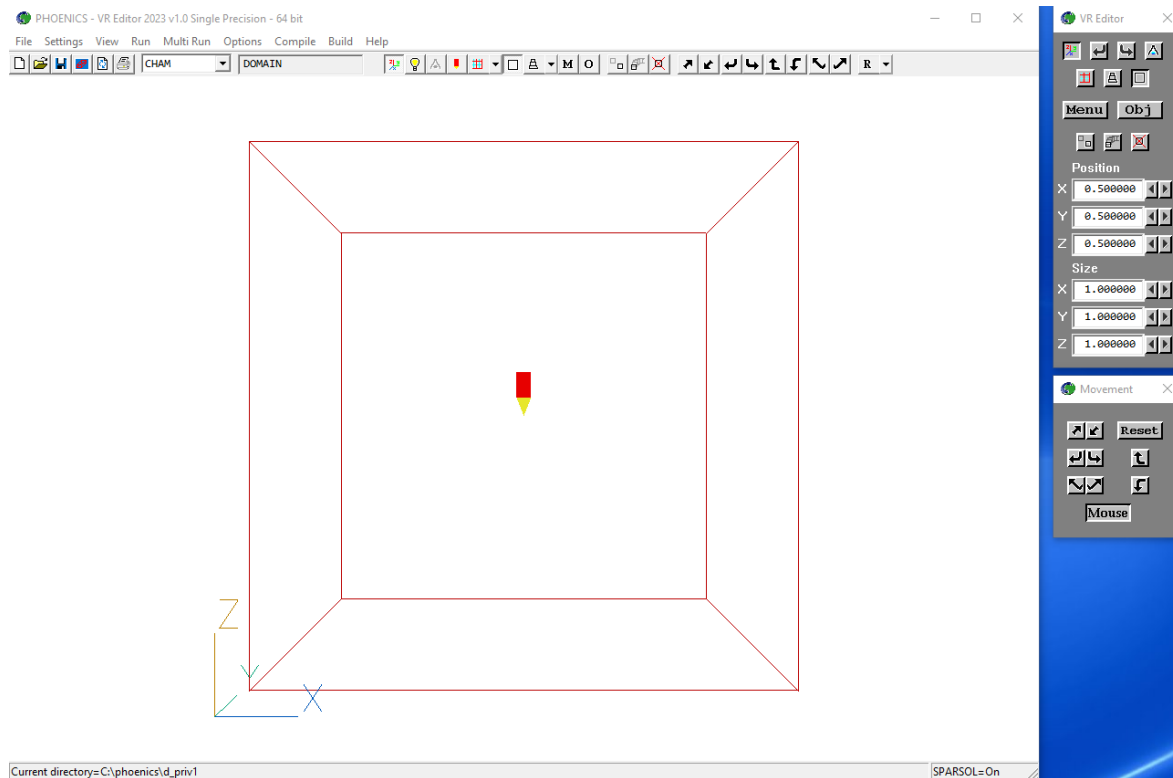 PHOENICS - VR Editor 2023 v1.0 Single Precision - 64 bit
File Settings View Run Multi Run Options Compile Build Help
CHAM DOMAIN M O R
Z
Y
X
Current directory=C:\phoenics\d_priv1 SPARSOL=On
VR Editor
Menu Obj
Position
X 0.500000
Y 0.500000
Z 0.500000
Size
X 1.000000
Y 1.000000
Z 1.000000
Movement
Reset
Mouse